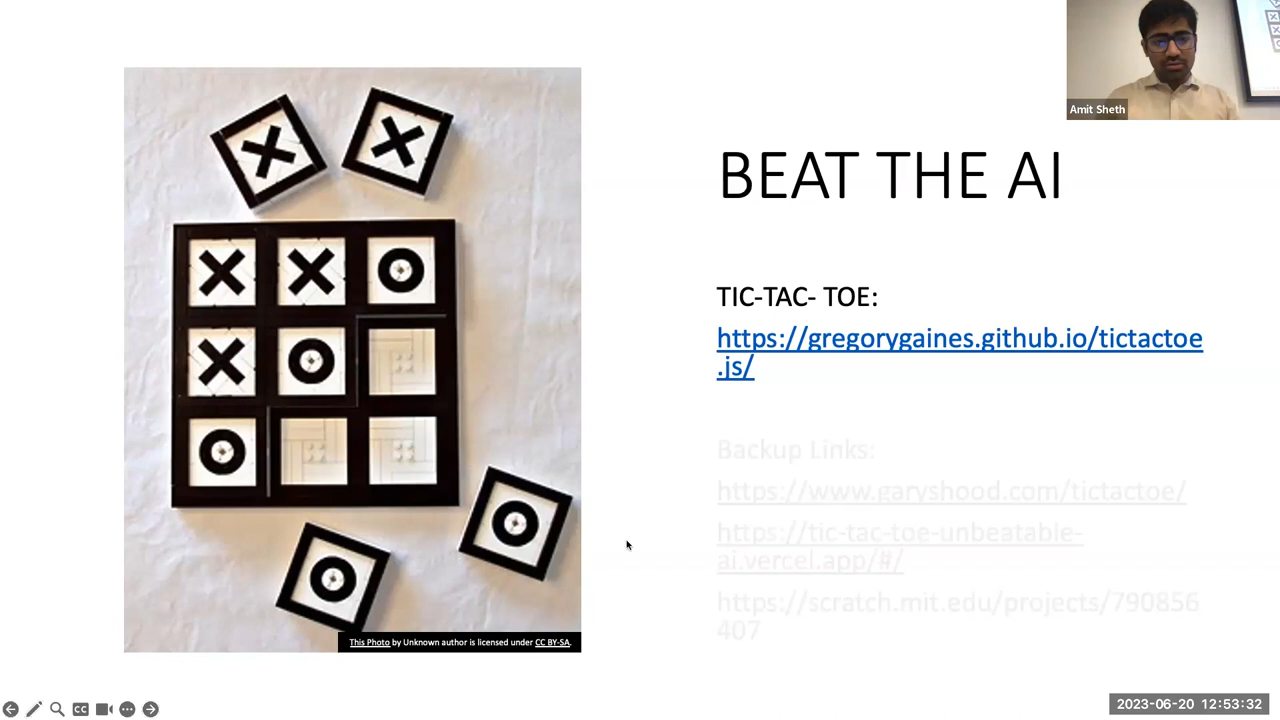 Amit Sheth
BEAT THE AI
TIC-TAC- TOE:
https://gregorygaines.github.io/tictactoe
.js/
Backup Links:
https://www.garyshood.com/tictactoe/
https://tic-tac-toe-unbeatable-
ai.vercel.app/#/
https://scratch.mit.edu/projects/790856
407
This Photo by Unknown author is licensed under CC BY-SA.
CC
2023-06-20 12:53:32